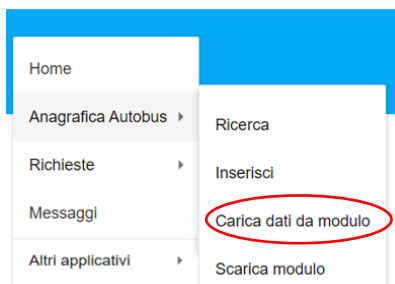 Home
Anagrafica Autobus
Richieste
Messaggi
Altri applicativi
Ricerca
Inserisci
Carica dati da modulo
Scarica modulo